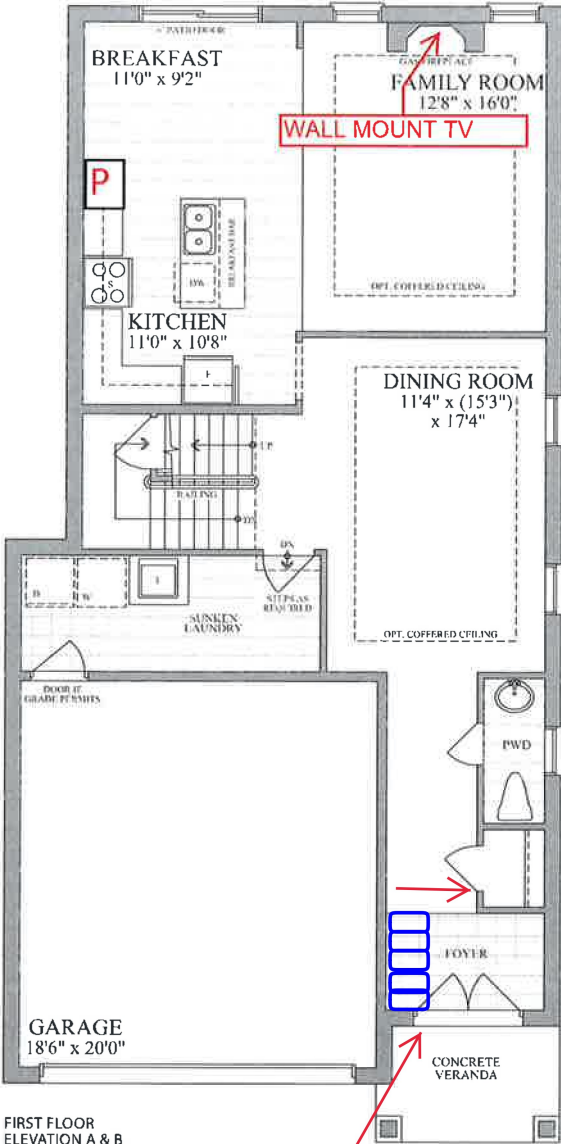 6' PATIO DOOR
BREAKFAST
11'0" x 9'2"
GAS FIREPLACE
FAMILY ROOM
12'8" x 16'0"
WALL MOUNT TV
P
BREAKFAST BAR
D/W
S
OPT. COFFERED CEILING
KITCHEN
11'0" x 10'8"
F
DINING ROOM
11'4" x (15'3")
x 17'4"
UP
RAILING
DN
DN
D
W
STEPS AS
REQUIRED
SUNKEN
LAUNDRY
OPT. COFFERED CEILING
DOOR IF
GRADE PERMITS
PWD
FOYER
GARAGE
18'6" x 20'0"
CONCRETE
VERANDA
FIRST FLOOR
ELEVATION A & B